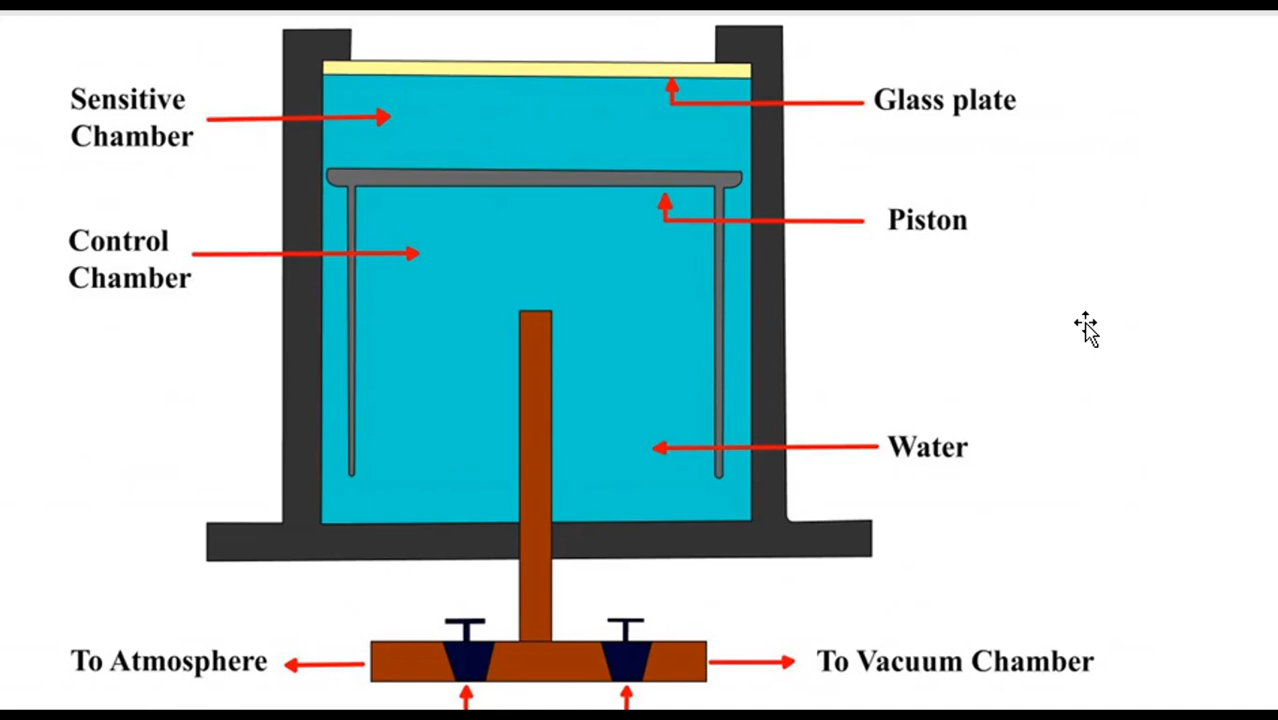 Sensitive
Chamber
Glass plate
Piston
Control
Chamber
Water
To Atmosphere
To Vacuum Chamber